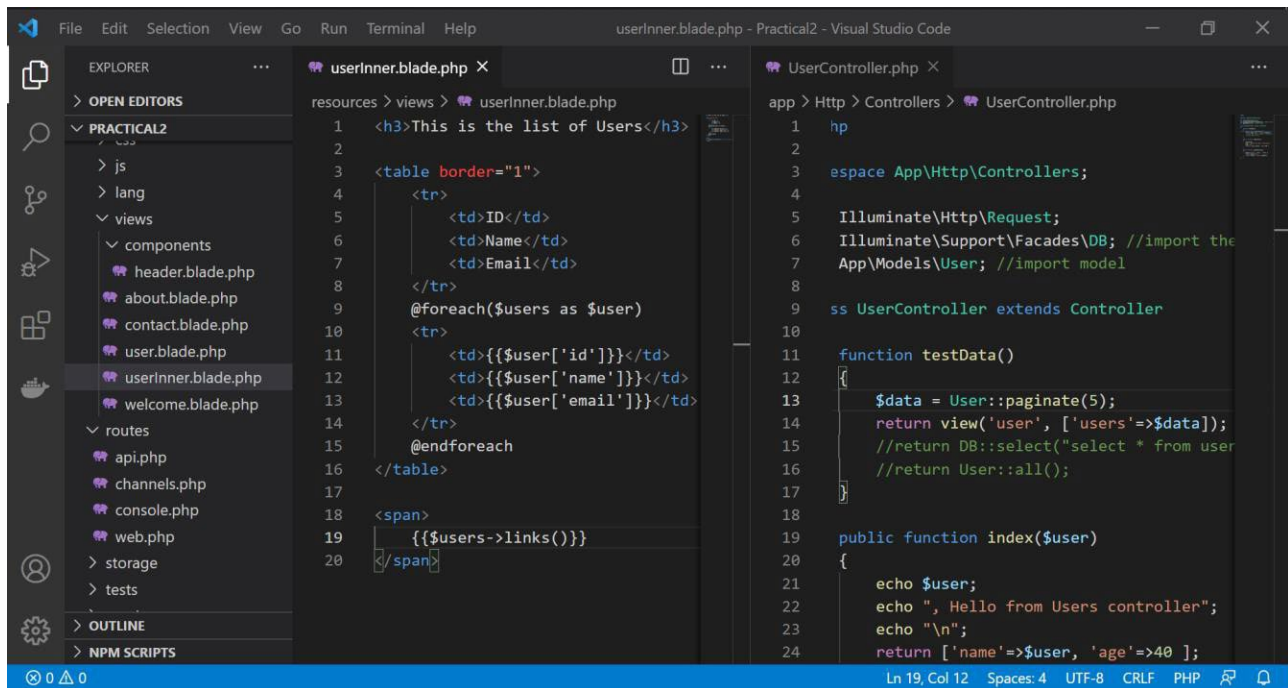 File Edit Selection View Go Run Terminal Help userInner.blade.php - Practical2 - Visual Studio Code
EXPLORER
OPEN EDITORS
PRACTICAL2
css
js
lang
views
components
header.blade.php
about.blade.php
contact.blade.php
user.blade.php
userInner.blade.php
welcome.blade.php
routes
api.php
channels.php
console.php
web.php
storage
tests
OUTLINE
NPM SCRIPTS
userInner.blade.php
resources > views > userInner.blade.php
1 <h3>This is the list of Users</h3>
2
3 <table border="1">
4 <tr>
5 <td>ID</td>
6 <td>Name</td>
7 <td>Email</td>
8 </tr>
9 @foreach($users as $user)
10 <tr>
11 <td>{{$user['id']}}</td>
12 <td>{{$user['name']}}</td>
13 <td>{{$user['email']}}</td>
14 </tr>
15 @endforeach
16 </table>
17
18 <span>
19 {{$users->links()}}
20 </span>
UserController.php
app > Http > Controllers > UserController.php
1 hp
2
3 espace App\Http\Controllers;
4
5 Illuminate\Http\Request;
6 Illuminate\Support\Facades\DB; //import the
7 App\Models\User; //import model
8
9 ss UserController extends Controller
10
11 function testData()
12 {
13 $data = User::paginate(5);
14 return view('user', ['users'=>$data]);
15 //return DB::select("select * from user
16 //return User::all();
17 }
18
19 public function index($user)
20 {
21 echo $user;
22 echo ", Hello from Users controller";
23 echo "\n";
24 return ['name'=>$user, 'age'=>40 ];
0 0 Ln 19, Col 12 Spaces: 4 UTF-8 CRLF PHP